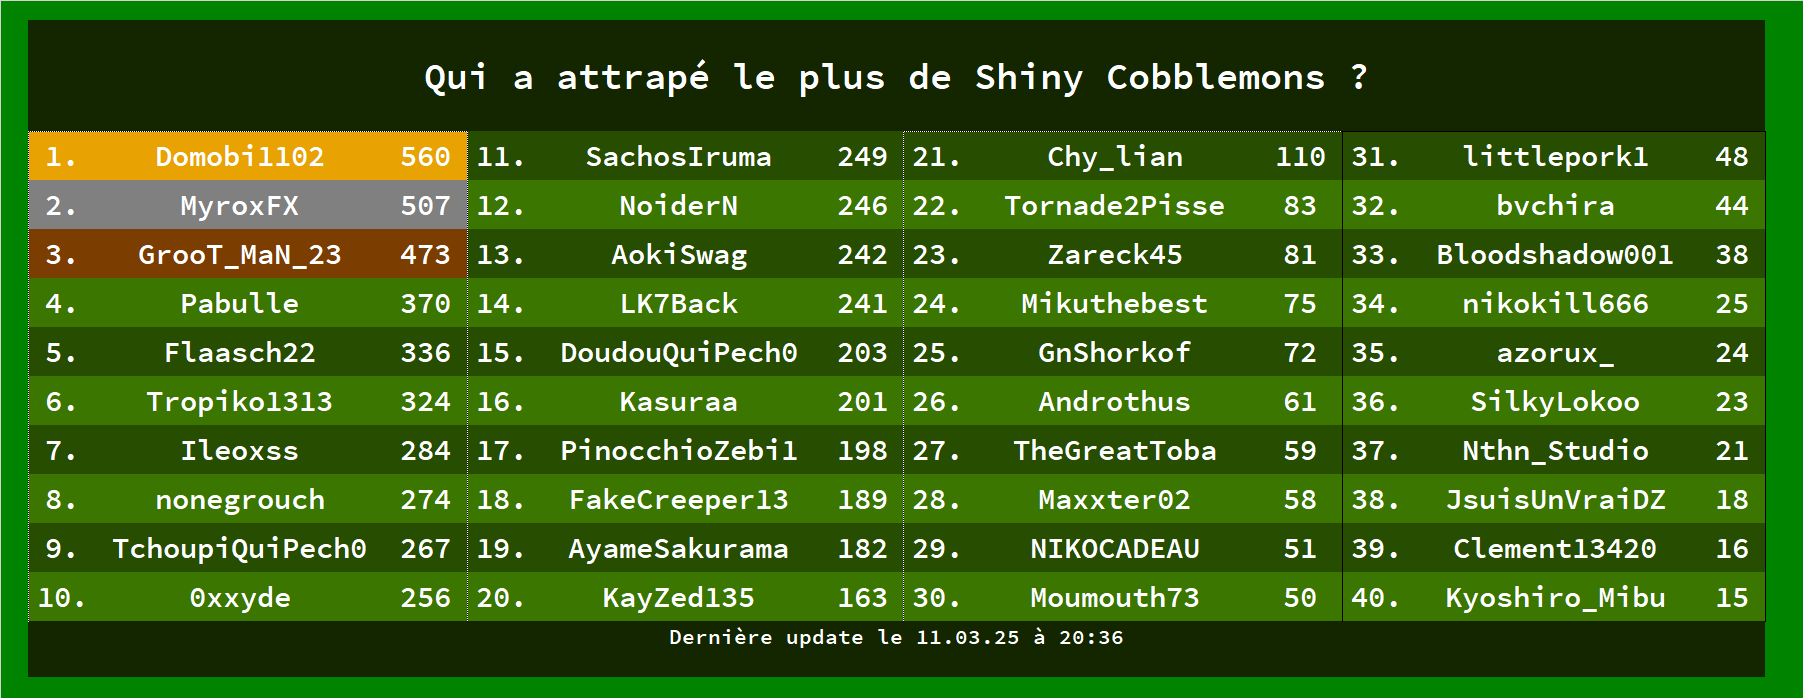 Qui a attrapé le plus de Shiny Cobblemons ?
1. Domobi1102 560 11. SachosIruma 249 21. Chy_lian 110 31. littlepork1 48
2. MyroxFX 507 12. NoiderN 246 22. Tornade2Pisse 83 32. bvchira 44
3. GrooT_MaN_23 473 13. AokiSwag 242 23. Zareck45 81 33. Bloodshadow001 38
4. Pabulle 370 14. LK7Back 241 24. Mikuthebest 75 34. nikokill666 25
5. Flaasch22 336 15. DoudouQuiPech0 203 25. GnShorkof 72 35. azorux_ 24
6. Tropiko1313 324 16. Kasuraa 201 26. Androthus 61 36. SilkyLokoo 23
7. Ileoxss 284 17. PinocchioZebi1 198 27. TheGreatToba 59 37. Nthn_Studio 21
8. nonegrouch 274 18. FakeCreeper13 189 28. Maxxter02 58 38. JsuisUnVraiDZ 18
9. TchoupiQuiPech0 267 19. AyameSakurama 182 29. NIKOCADEAU 51 39. Clement13420 16
10. 0xxyde 256 20. KayZed135 163 30. Moumouth73 50 40. Kyoshiro_Mibu 15
Dernière update le 11.03.25 à 20:36